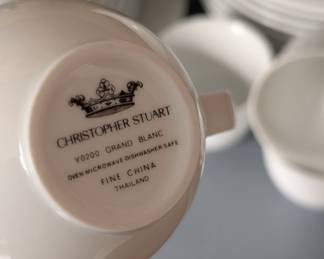 CHRISTOPHER STUART
Y0200 GRAND BLANC
OVEN·MICROWAVE·DISHWASHER·SAFE
FINE CHINA
THAILAND